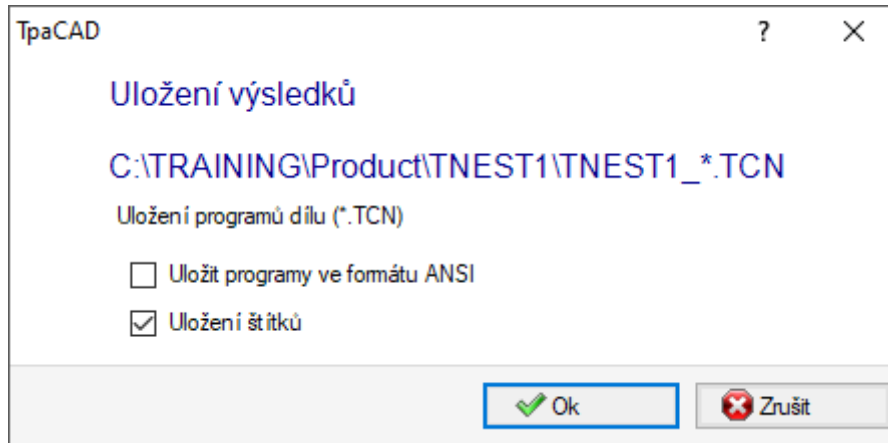 TpaCAD ?
Uložení výsledků
C:\TRAINING\Product\TNEST1\TNEST1_*.TCN
Uložení programů dílu (*.TCN)
Uložit programy ve formátu ANSI
Uložení štítků
Ok Zrušit